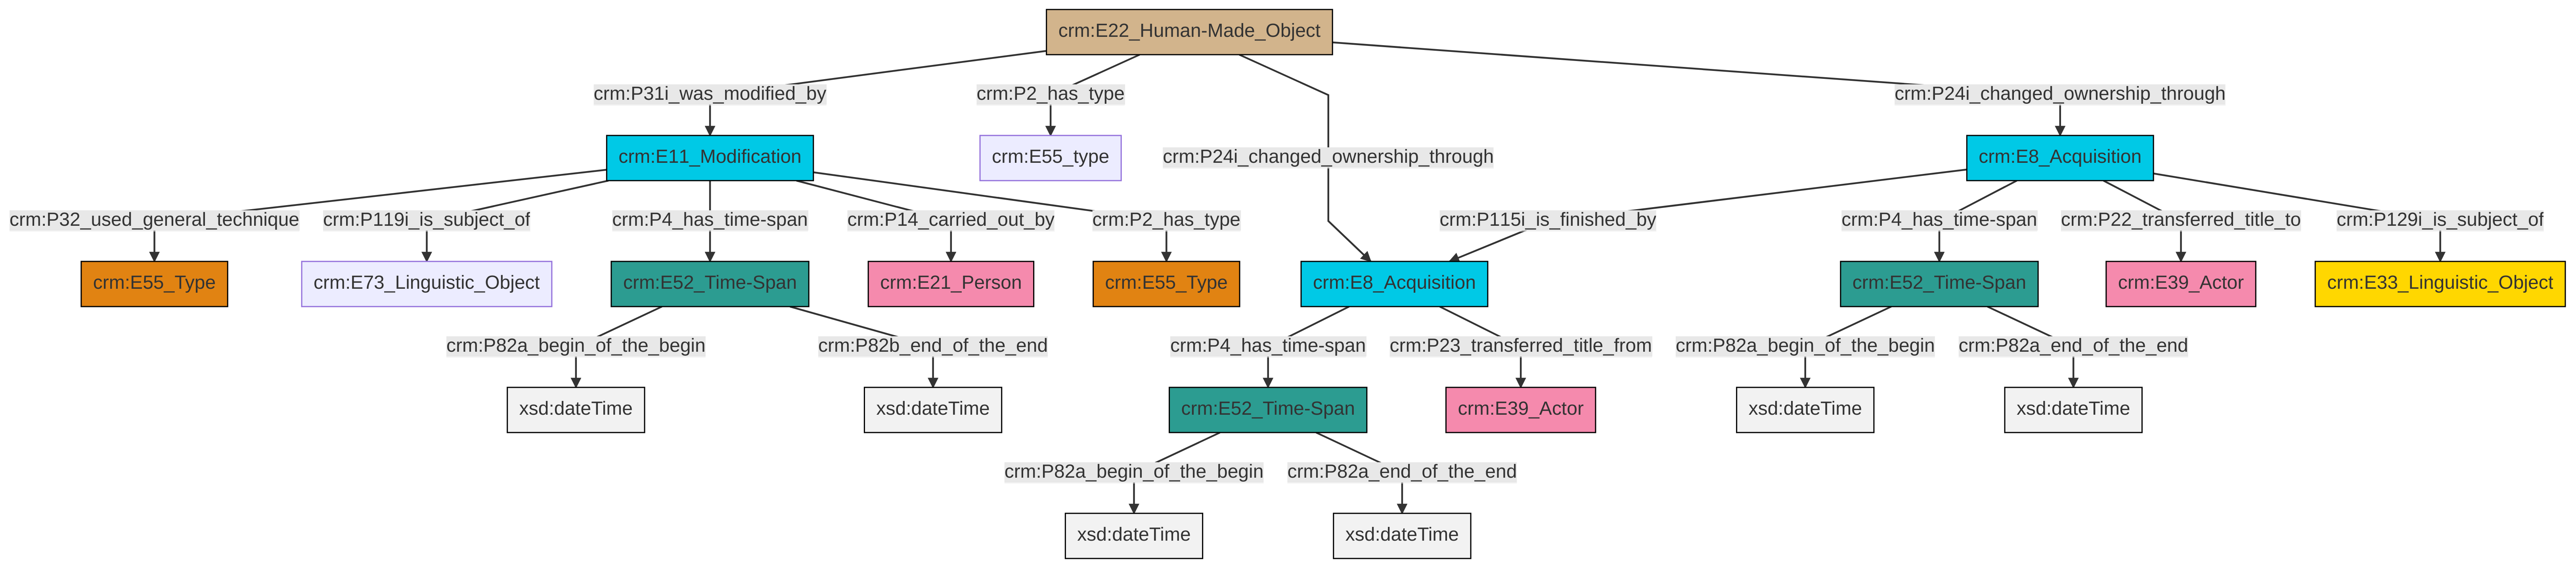 crm:E22_Human-Made_Object
crm:P31i_was_modified_by
crm:P2_has_type
crm:P24i_changed_ownership_through
crm:E11_Modification
crm:E55_type
crm:P24i_changed_ownership_through
crm:E8_Acquisition
crm:P32_used_general_technique
crm:P119i_is_subject_of
crm:P4_has_time-span
crm:P14_carried_out_by
crm:P2_has_type
crm:P115i_is_finished_by
crm:P4_has_time-span
crm:P22_transferred_title_to
crm:P129i_is_subject_of
crm:E55_Type
crm:E73_Linguistic_Object
crm:E52_Time-Span
crm:E21_Person
crm:E55_Type
crm:E8_Acquisition
crm:E52_Time-Span
crm:E39_Actor
crm:E33_Linguistic_Object
crm:P82a_begin_of_the_begin
crm:P82b_end_of_the_end
crm:P4_has_time-span
crm:P23_transferred_title_from
crm:P82a_begin_of_the_begin
crm:P82a_end_of_the_end
xsd:dateTime
xsd:dateTime
crm:E52_Time-Span
crm:E39_Actor
xsd:dateTime
xsd:dateTime
crm:P82a_begin_of_the_begin
crm:P82a_end_of_the_end
xsd:dateTime
xsd:dateTime